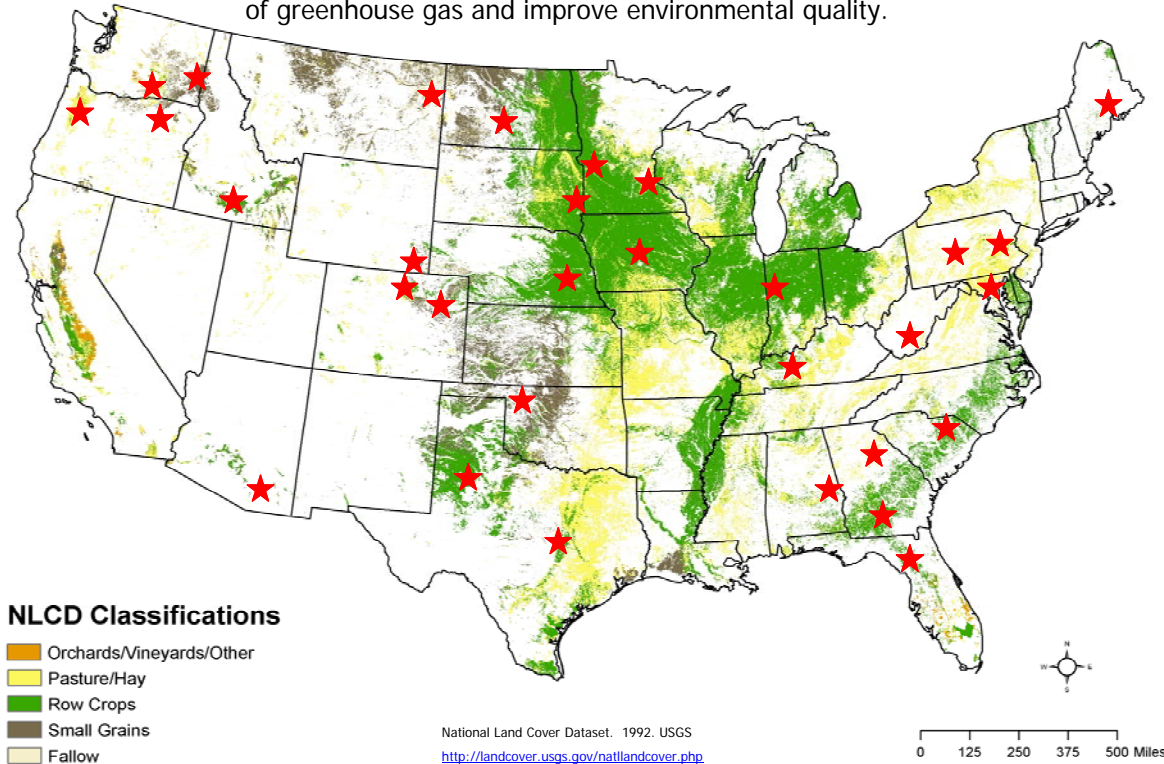 of greenhouse gas and improve environmental quality.
NLCD Classifications
Orchards/Vineyards/Other
Pasture/Hay
Row Crops
Small Grains
Fallow
National Land Cover Dataset. 1992. USGS
http://landcover.usgs.gov/natllandcover.php
N
W E
S
0 125 250 375 500 Miles